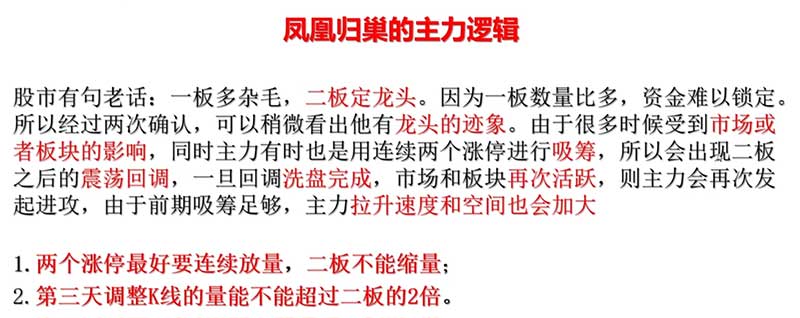 凤凰归巢的主力逻辑
股市有句老话：一板多杂毛，二板定龙头。因为一板数量比多，资金难以锁定。
所以经过两次确认，可以稍微看出他有龙头的迹象。由于很多时候受到市场或
者板块的影响，同时主力有时也是用连续两个涨停进行吸筹，所以会出现二板
之后的震荡回调，一旦回调洗盘完成，市场和板块再次活跃，则主力会再次发
起进攻，由于前期吸筹足够，主力拉升速度和空间也会加大
1. 两个涨停最好要连续放量，二板不能缩量；
2. 第三天调整K线的量能不能超过二板的2倍。